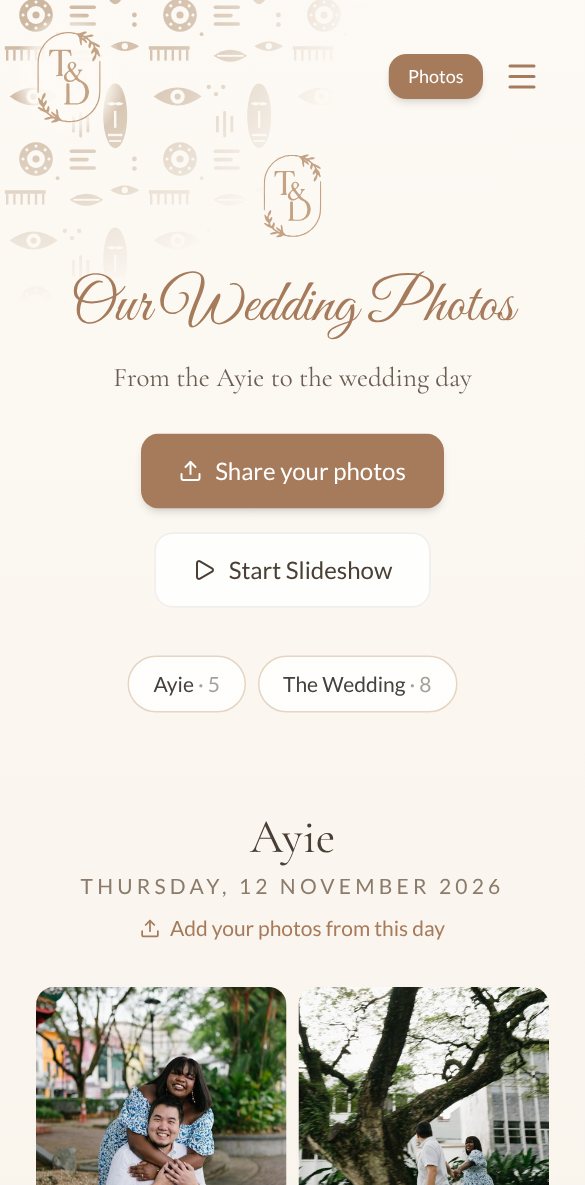 T&D
Photos
T&D
Our Wedding Photos
From the Ayie to the wedding day
Share your photos
Start Slideshow
Ayie · 5
The Wedding · 8
Ayie
THURSDAY, 12 NOVEMBER 2026
Add your photos from this day